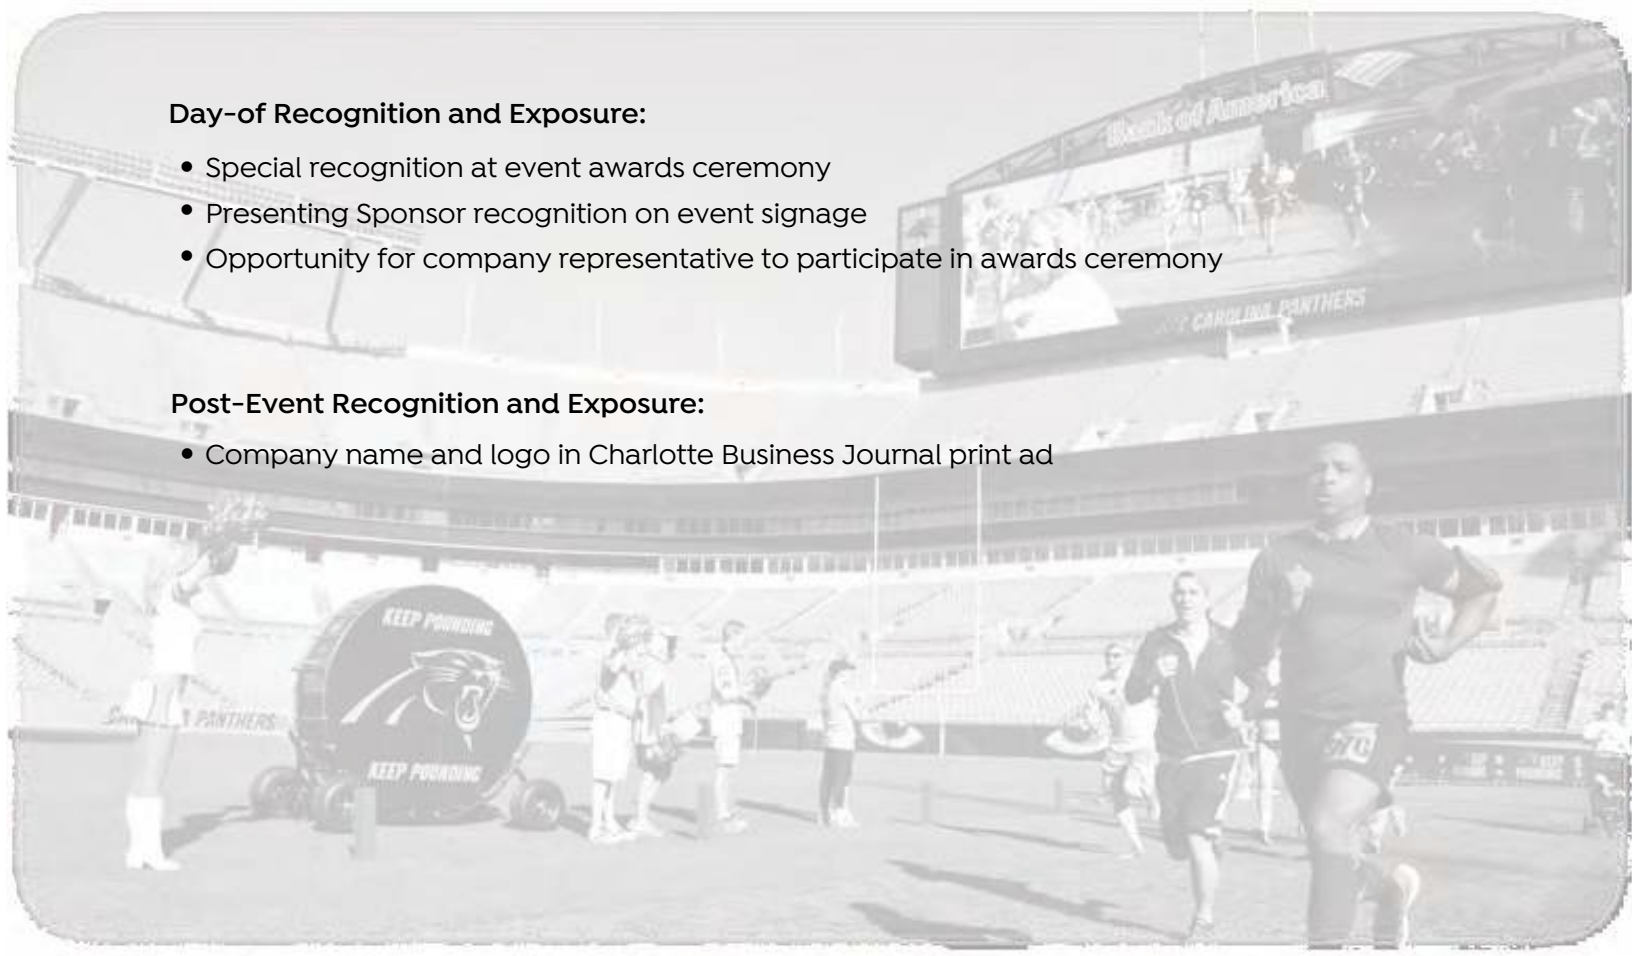 Day-of Recognition and Exposure:
• Special recognition at event awards ceremony
• Presenting Sponsor recognition on event signage
• Opportunity for company representative to participate in awards ceremony
Bank of America
CAROLINA PANTHERS
Post-Event Recognition and Exposure:
• Company name and logo in Charlotte Business Journal print ad
KEEP POUNDING
PANTHERS
KEEP POUNDING